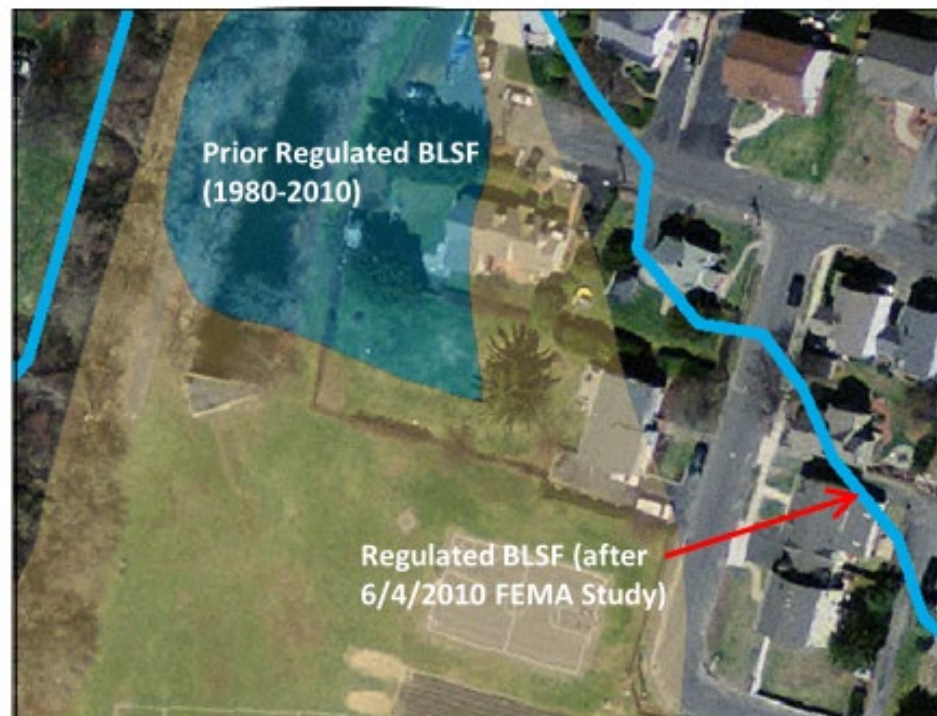 Prior Regulated BLSF
(1980-2010)
Regulated BLSF (after
6/4/2010 FEMA Study)